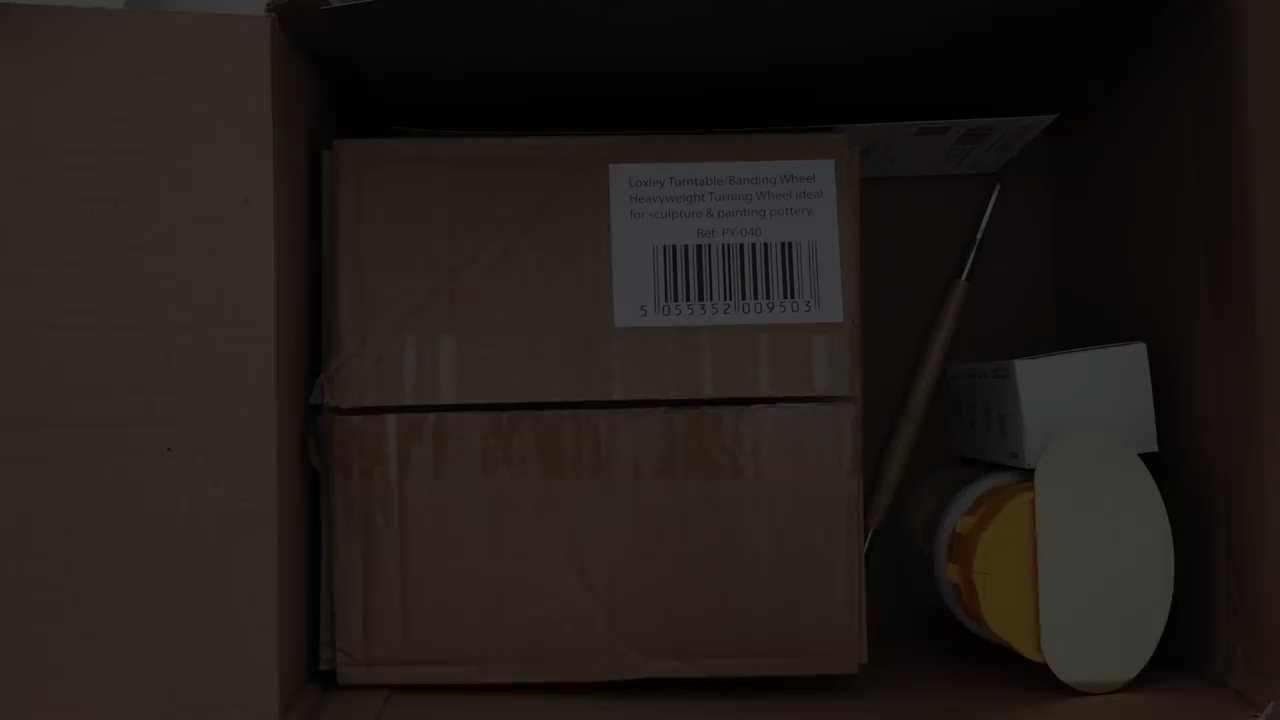 Loxley Turntable/Banding Wheel
Heavyweight Turning Wheel ideal
for sculpture & painting pottery.
Ref: PY-040
5 055352 009503